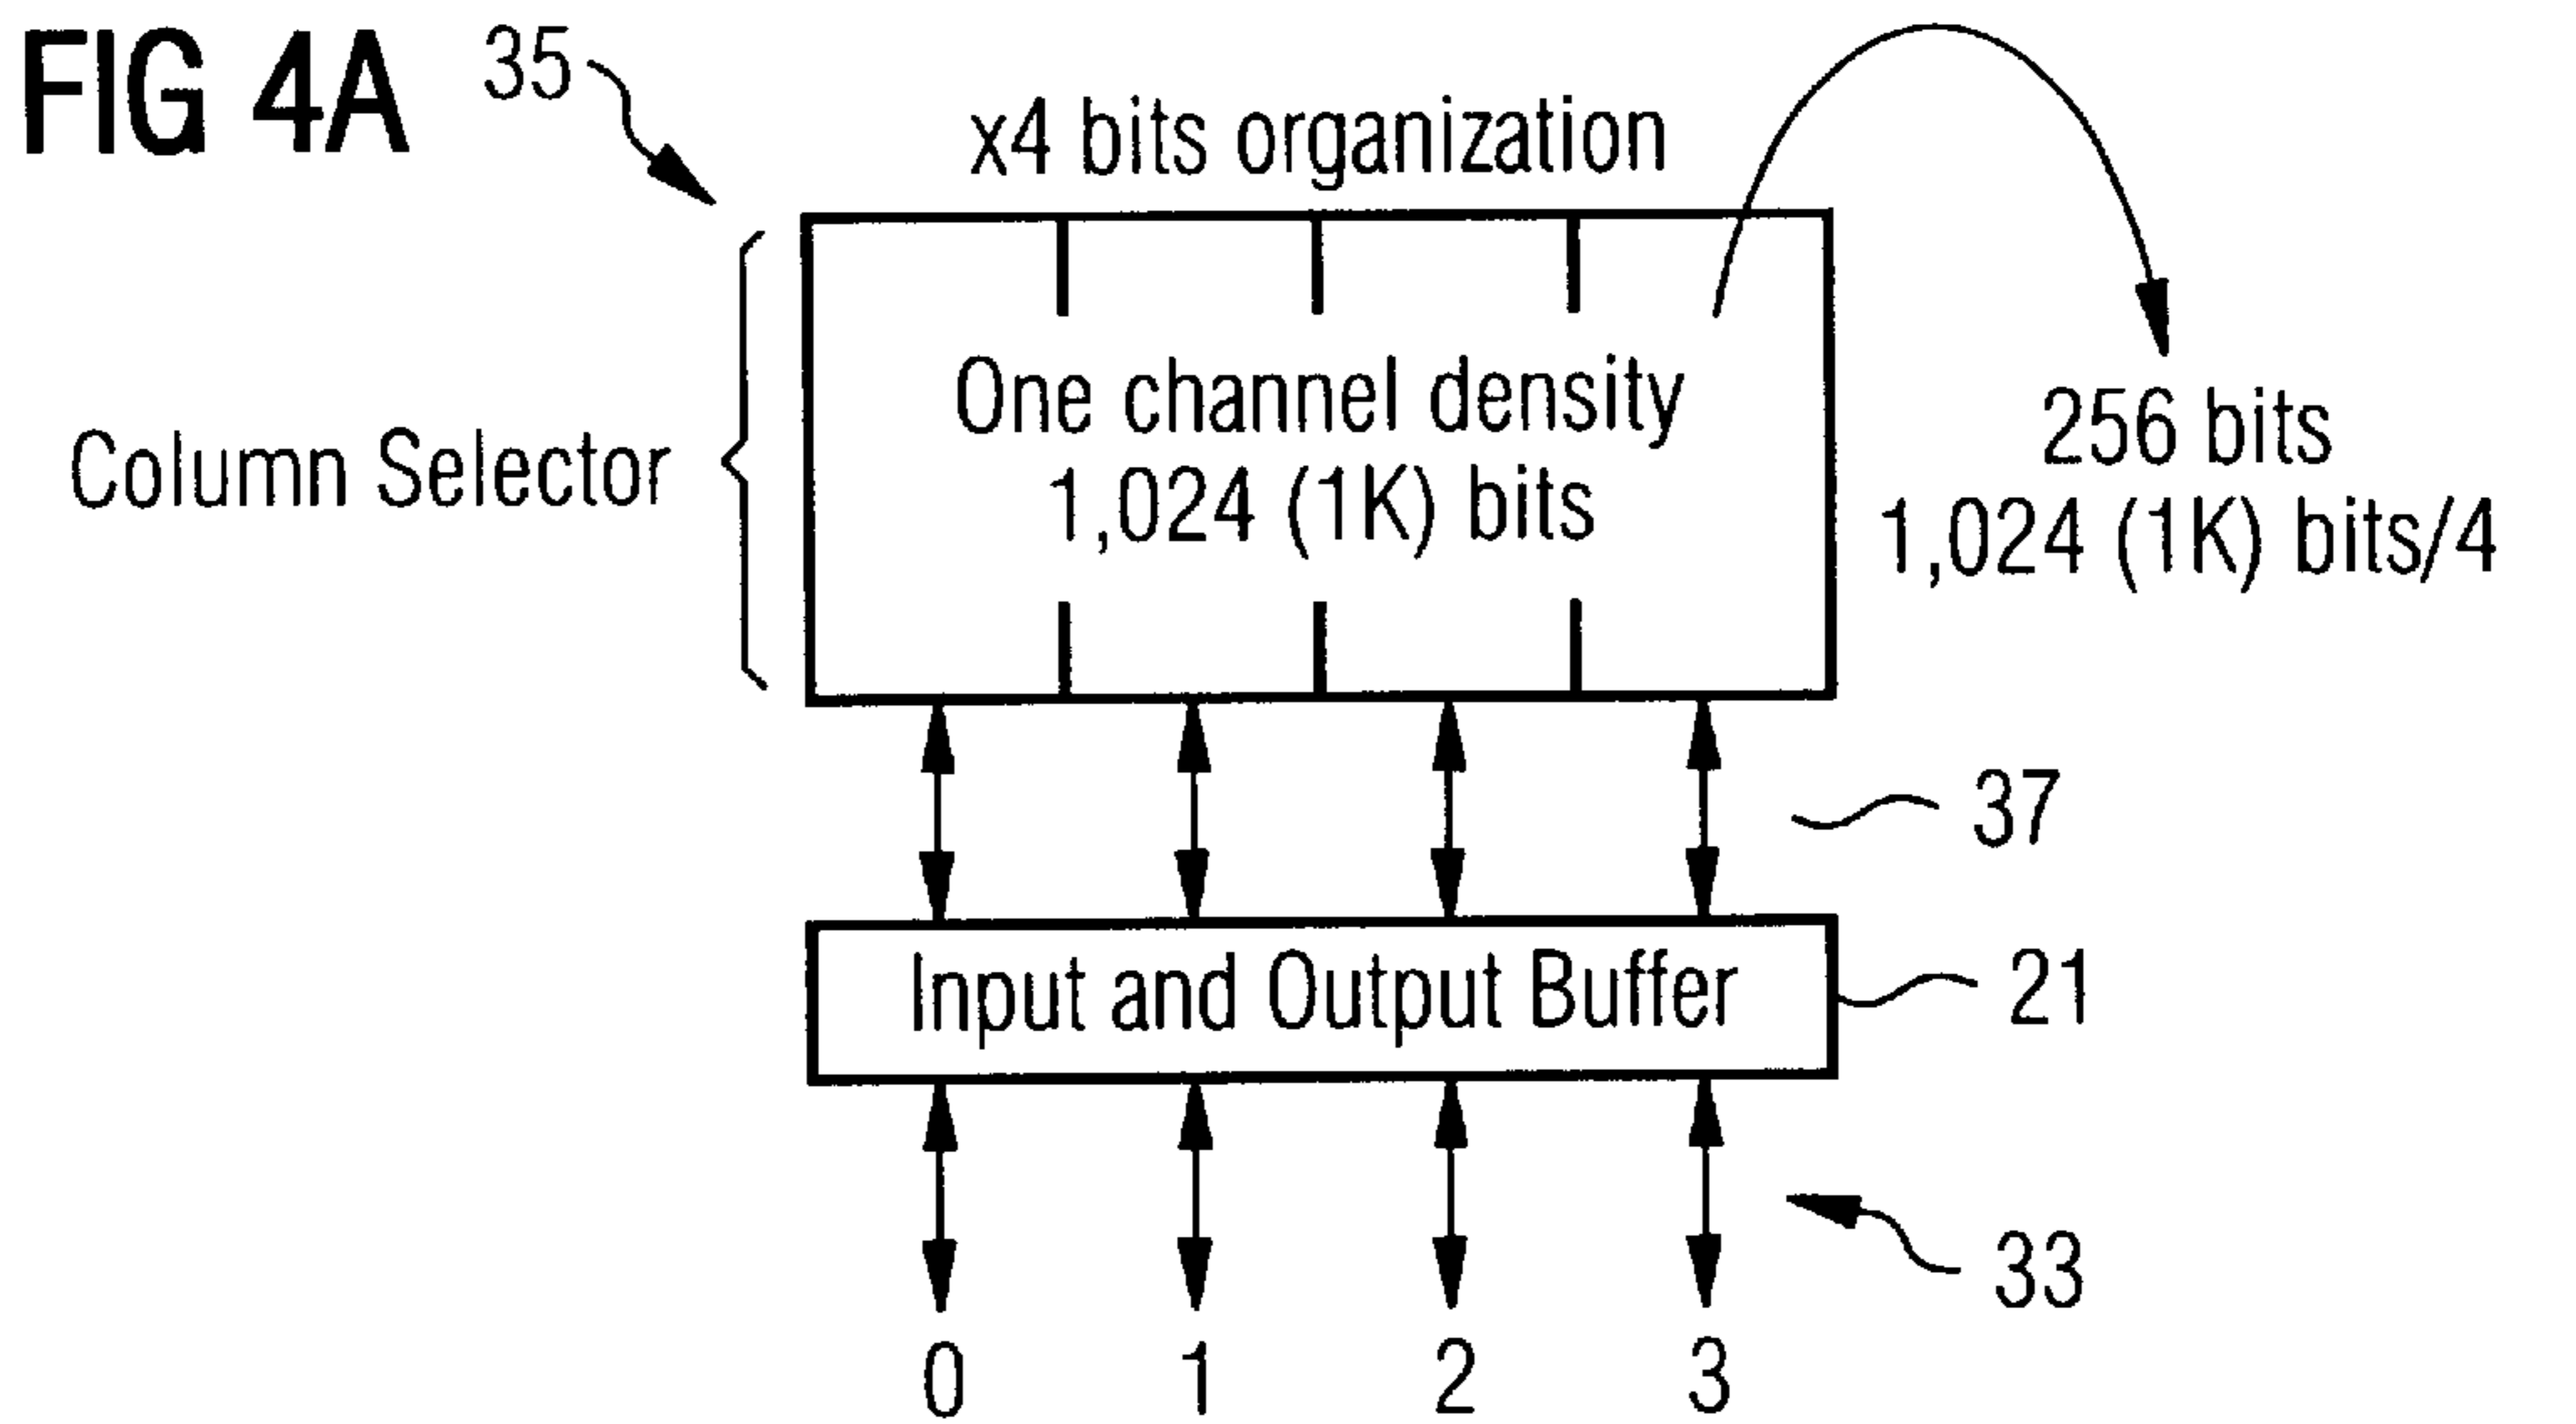 FIG 4A
35
x4 bits organization
Column Selector
One channel density
1,024 (1K) bits
256 bits
1,024 (1K) bits/4
37
Input and Output Buffer
21
33
0 1 2 3